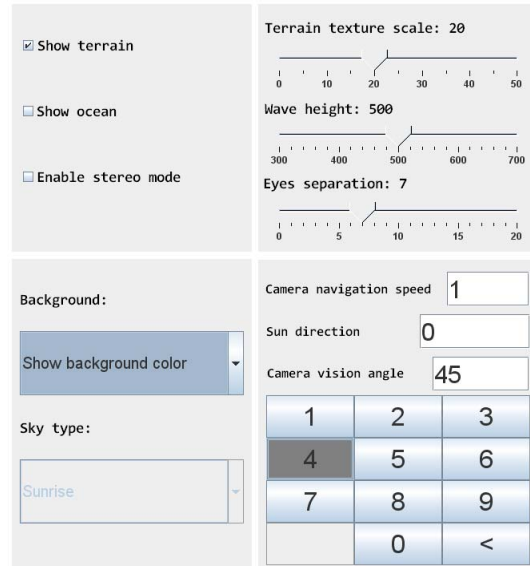 Show terrain
Show ocean
Enable stereo mode
Terrain texture scale: 20
0 10 20 30 40 50
Wave height: 500
300 400 500 600 700
Eyes separation: 7
0 5 10 15 20
Background:
Show background color
Sky type:
Sunrise
Camera navigation speed 1
Sun direction 0
Camera vision angle 45
1 2 3
4 5 6
7 8 9
0 <